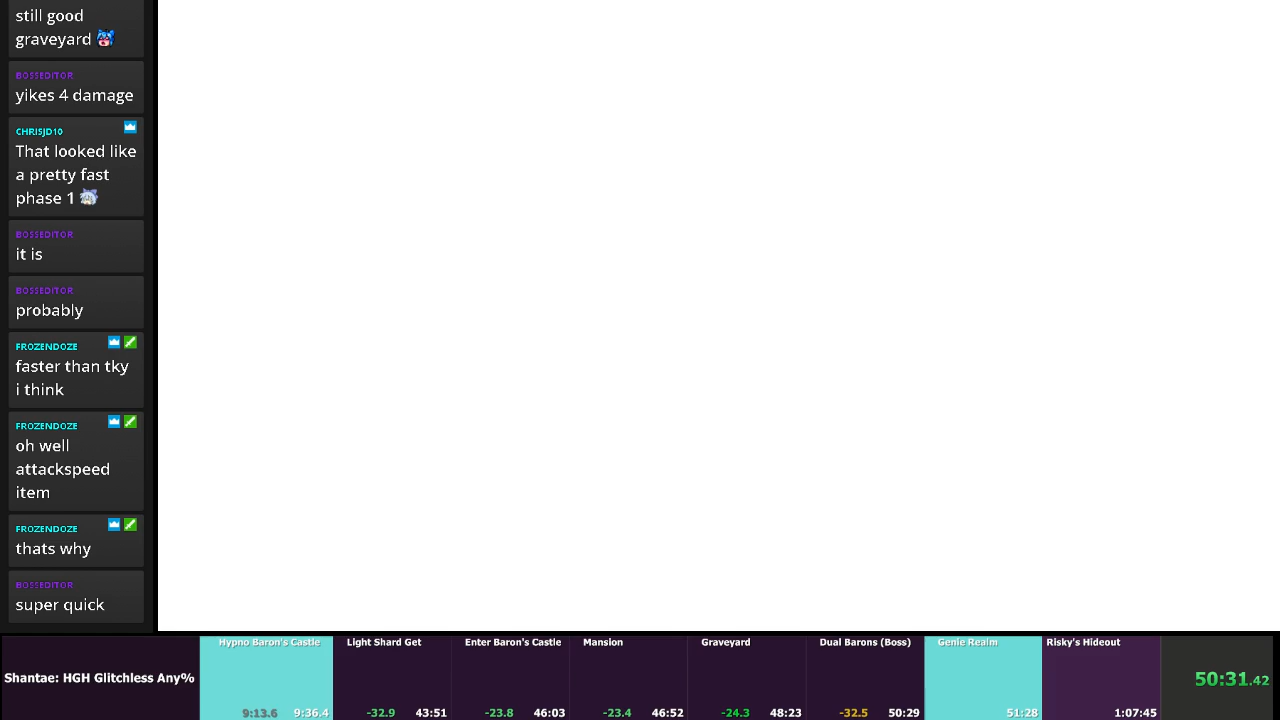 still good
graveyard
BOSSEDITOR
yikes 4 damage
CHRISJD10
That looked like
a pretty fast
phase 1
BOSSEDITOR
it is
BOSSEDITOR
probably
FROZENDOZE
faster than tky
i think
FROZENDOZE
oh well
attackspeed
item
FROZENDOZE
thats why
BOSSEDITOR
super quick
Shantae: HGH Glitchless Any%
Hypno Baron's Castle
9:13.6 9:36.4
Light Shard Get
-32.9 43:51
Enter Baron's Castle
-23.8 46:03
Mansion
-23.4 46:52
Graveyard
-24.3 48:23
Dual Barons (Boss)
-32.5 50:29
Genie Realm
51:28
Risky's Hideout
1:07:45
50:31.42